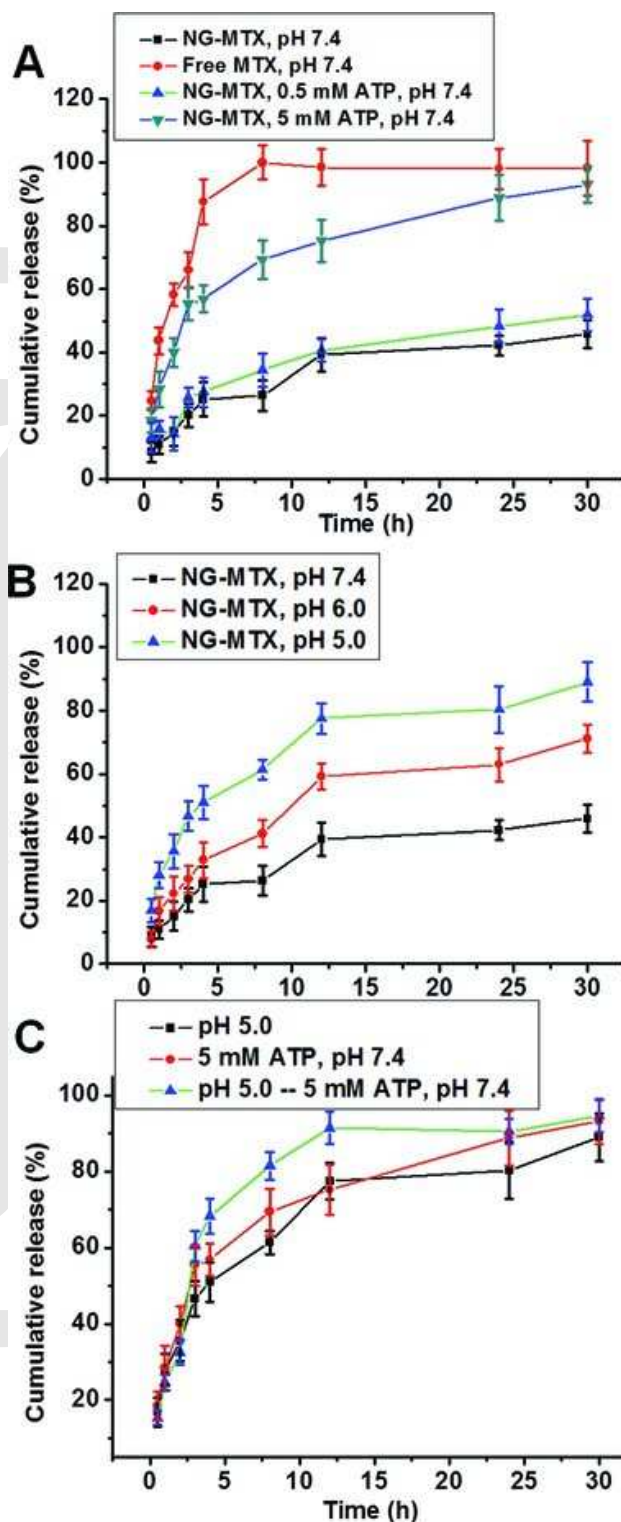 A
NG-MTX, pH 7.4
Free MTX, pH 7.4
NG-MTX, 0.5 mM ATP, pH 7.4
NG-MTX, 5 mM ATP, pH 7.4
120
100
80
60
40
20
0
Cumulative release (%)
0 5 10 15 20 25 30
Time (h)
B
NG-MTX, pH 7.4
NG-MTX, pH 6.0
NG-MTX, pH 5.0
120
100
80
60
40
20
0
Cumulative release (%)
0 5 10 15 20 25 30
C
pH 5.0
5 mM ATP, pH 7.4
pH 5.0 -- 5 mM ATP, pH 7.4
100
80
60
40
20
Cumulative release (%)
0 5 10 15 20 25 30
Time (h)